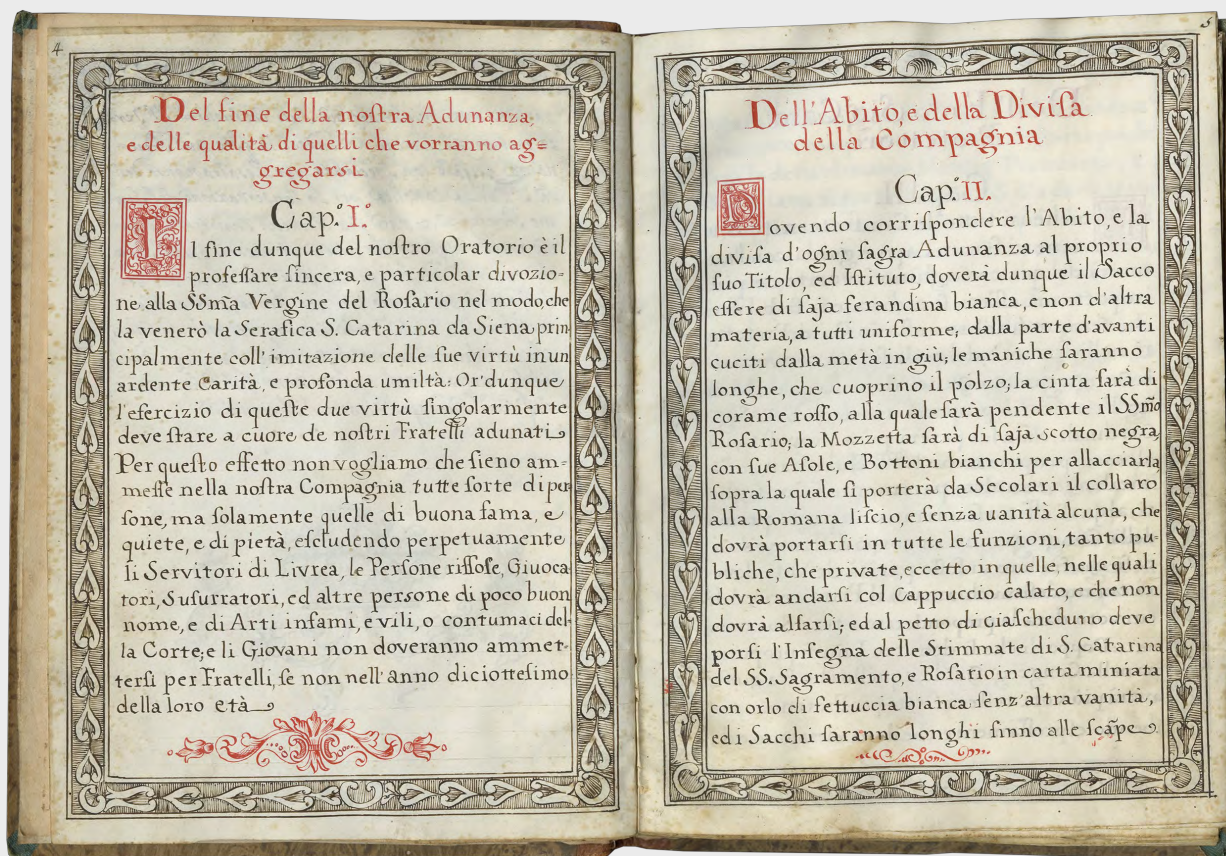 4
Del fine della noſtra Adunanza,
e delle qualità di quelli che vorranno ag=
gregarsi
Cap.º I.º
Il fine dunque del noſtro Oratorio è il
profeſſare ſincera, e particolar divozio-
ne alla SSm̃a Vergine del Roſario nel modo, che
la venerò la Serafica S. Catarina da Siena prin
cipalmente coll' imitazione delle ſue virtù in un
ardente Carità, e profonda umiltà: Or'dunque
l'eſercizio di queſte due virtù ſingolarmente
deve ſtare a cuore de noſtri Fratelli adunati
Per queſto effetto non vogliamo che ſieno am=
meſſe nella noſtra Compagnia tutte ſorte di per
ſone, ma ſolamente quelle di buona fama, e
quiete, e di pietà, eſcludendo perpetuamente
li Servitori di Livrea, le Perſone riſſoſe, Giuoca
tori, Suſurratori, ed altre persone di poco buon
nome, e di Arti infami, e vili, o contumaci del-
la Corte; e li Giovani non doveranno ammet-
terſi per Fratelli, ſe non nell'anno diciotteſimo
della loro età
5
Dell'Abito, e della Diviſa
della Compagnia
Cap.º II.
Dovendo corriſpondere l'Abito, e la
diviſa d'ogni ſagra Adunanza al proprio
ſuo Titolo, ed Iſtituto, doverà dunque il Sacco
eſſere di ſaja ferandina bianca, e non d'altra
materia, a tutti uniforme; dalla parte d'avanti
cuciti dalla metà in giù; le maniche ſaranno
longhe, che cuoprino il polzo; la cinta ſarà di
corame roſſo, alla quale ſarà pendente il SSm̃o
Roſario; la Mozzetta ſarà di ſaja scotto negra,
con ſue Aſole, e Bottoni bianchi per allacciarla
ſopra la quale ſi porterà da Secolari il collaro
alla Romana liſcio, e ſenza uanità alcuna, che
dovrà portarſi in tutte le funzioni, tanto pu=
bliche, che private, eccetto in quelle, nelle quali
dovrà andarſi col Cappuccio calato, e che non
dovrà alſarſi; ed al petto di ciaſcheduno deve
porſi l'Inſegna delle Stimmate di S. Catarina
del SS. Sagramento, e Roſario in carta miniata
con orlo di fettuccia bianca ſenz'altra vanità,
ed i Sacchi ſaranno longhi ſinno alle ſcap̃e